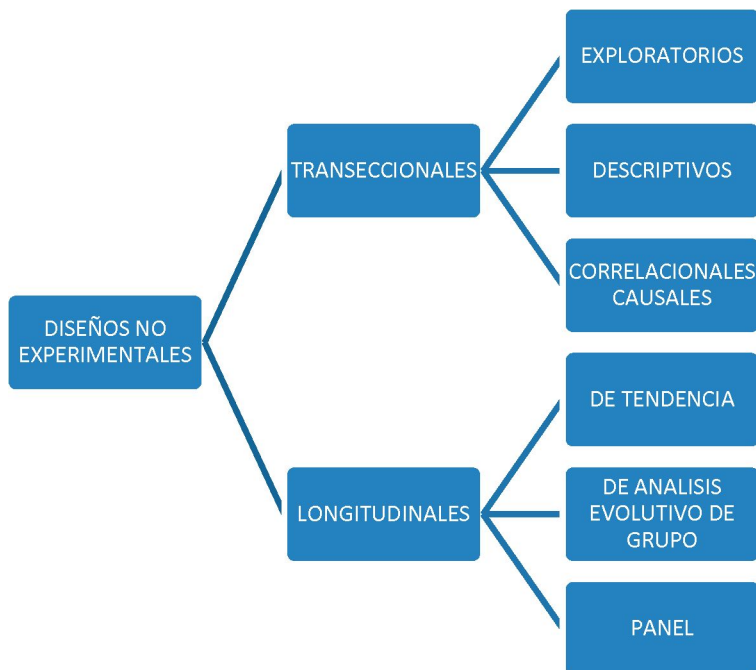 DISEÑOS NO
EXPERIMENTALES
TRANSECCIONALES
EXPLORATORIOS
DESCRIPTIVOS
CORRELACIONALES
CAUSALES
LONGITUDINALES
DE TENDENCIA
DE ANALISIS
EVOLUTIVO DE
GRUPO
PANEL